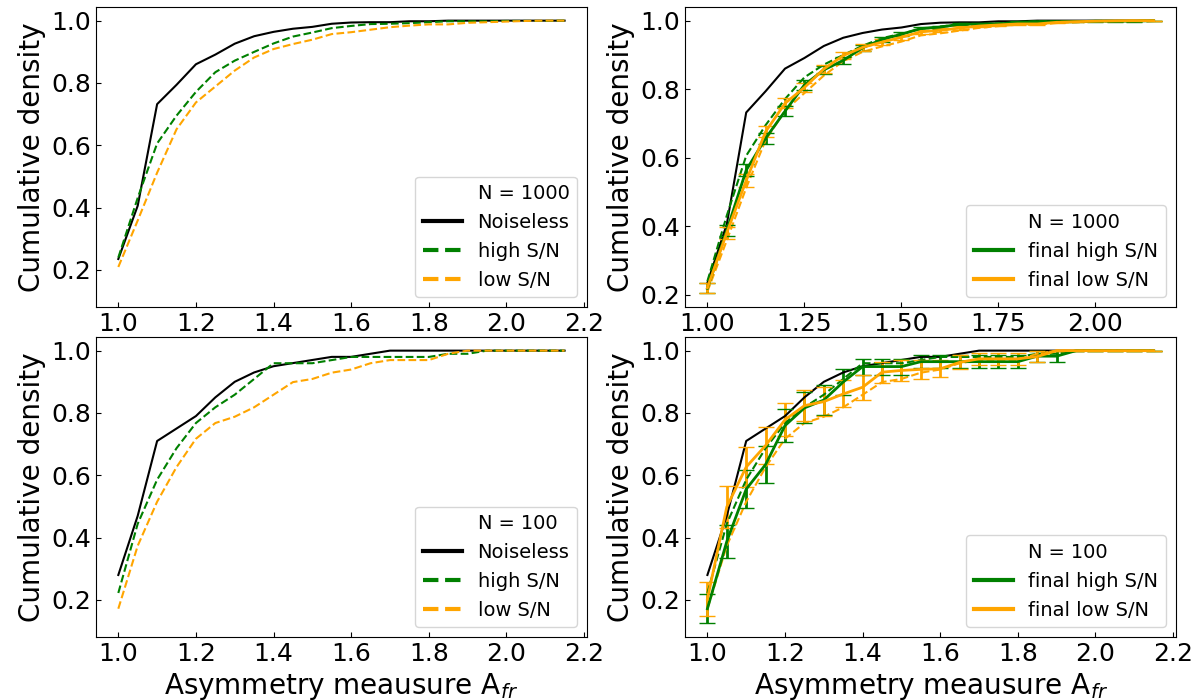 Cumulative density
1.0
0.8
0.6
0.4
0.2
N = 1000
Noiseless
high S/N
low S/N
1.0 1.2 1.4 1.6 1.8 2.0 2.2
Cumulative density
1.0
0.8
0.6
0.4
0.2
N = 1000
final high S/N
final low S/N
1.00 1.25 1.50 1.75 2.00
Cumulative density
1.0
0.8
0.6
0.4
0.2
N = 100
Noiseless
high S/N
low S/N
1.0 1.2 1.4 1.6 1.8 2.0 2.2
Asymmetry meausure A_{fr}
Cumulative density
1.0
0.8
0.6
0.4
0.2
N = 100
final high S/N
final low S/N
1.0 1.2 1.4 1.6 1.8 2.0 2.2
Asymmetry meausure A_{fr}